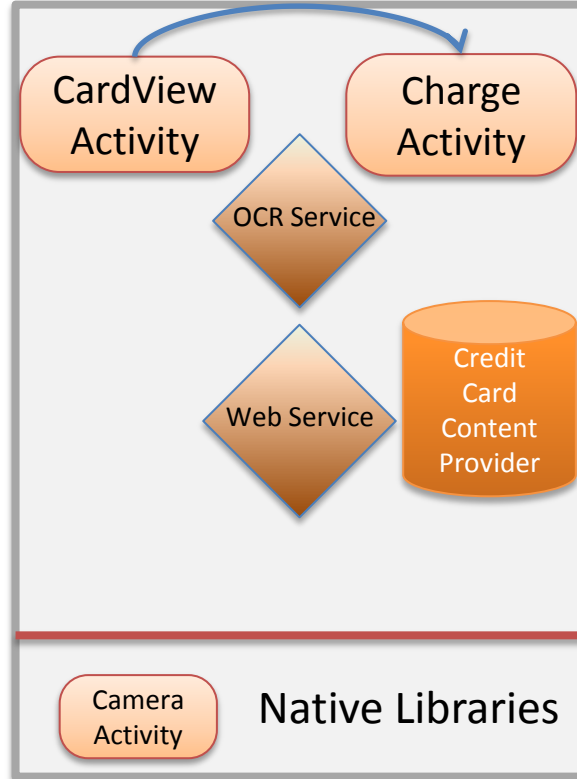 CardView
Activity
Charge
Activity
OCR Service
Web Service
Credit
Card
Content
Provider
Camera
Activity
Native Libraries